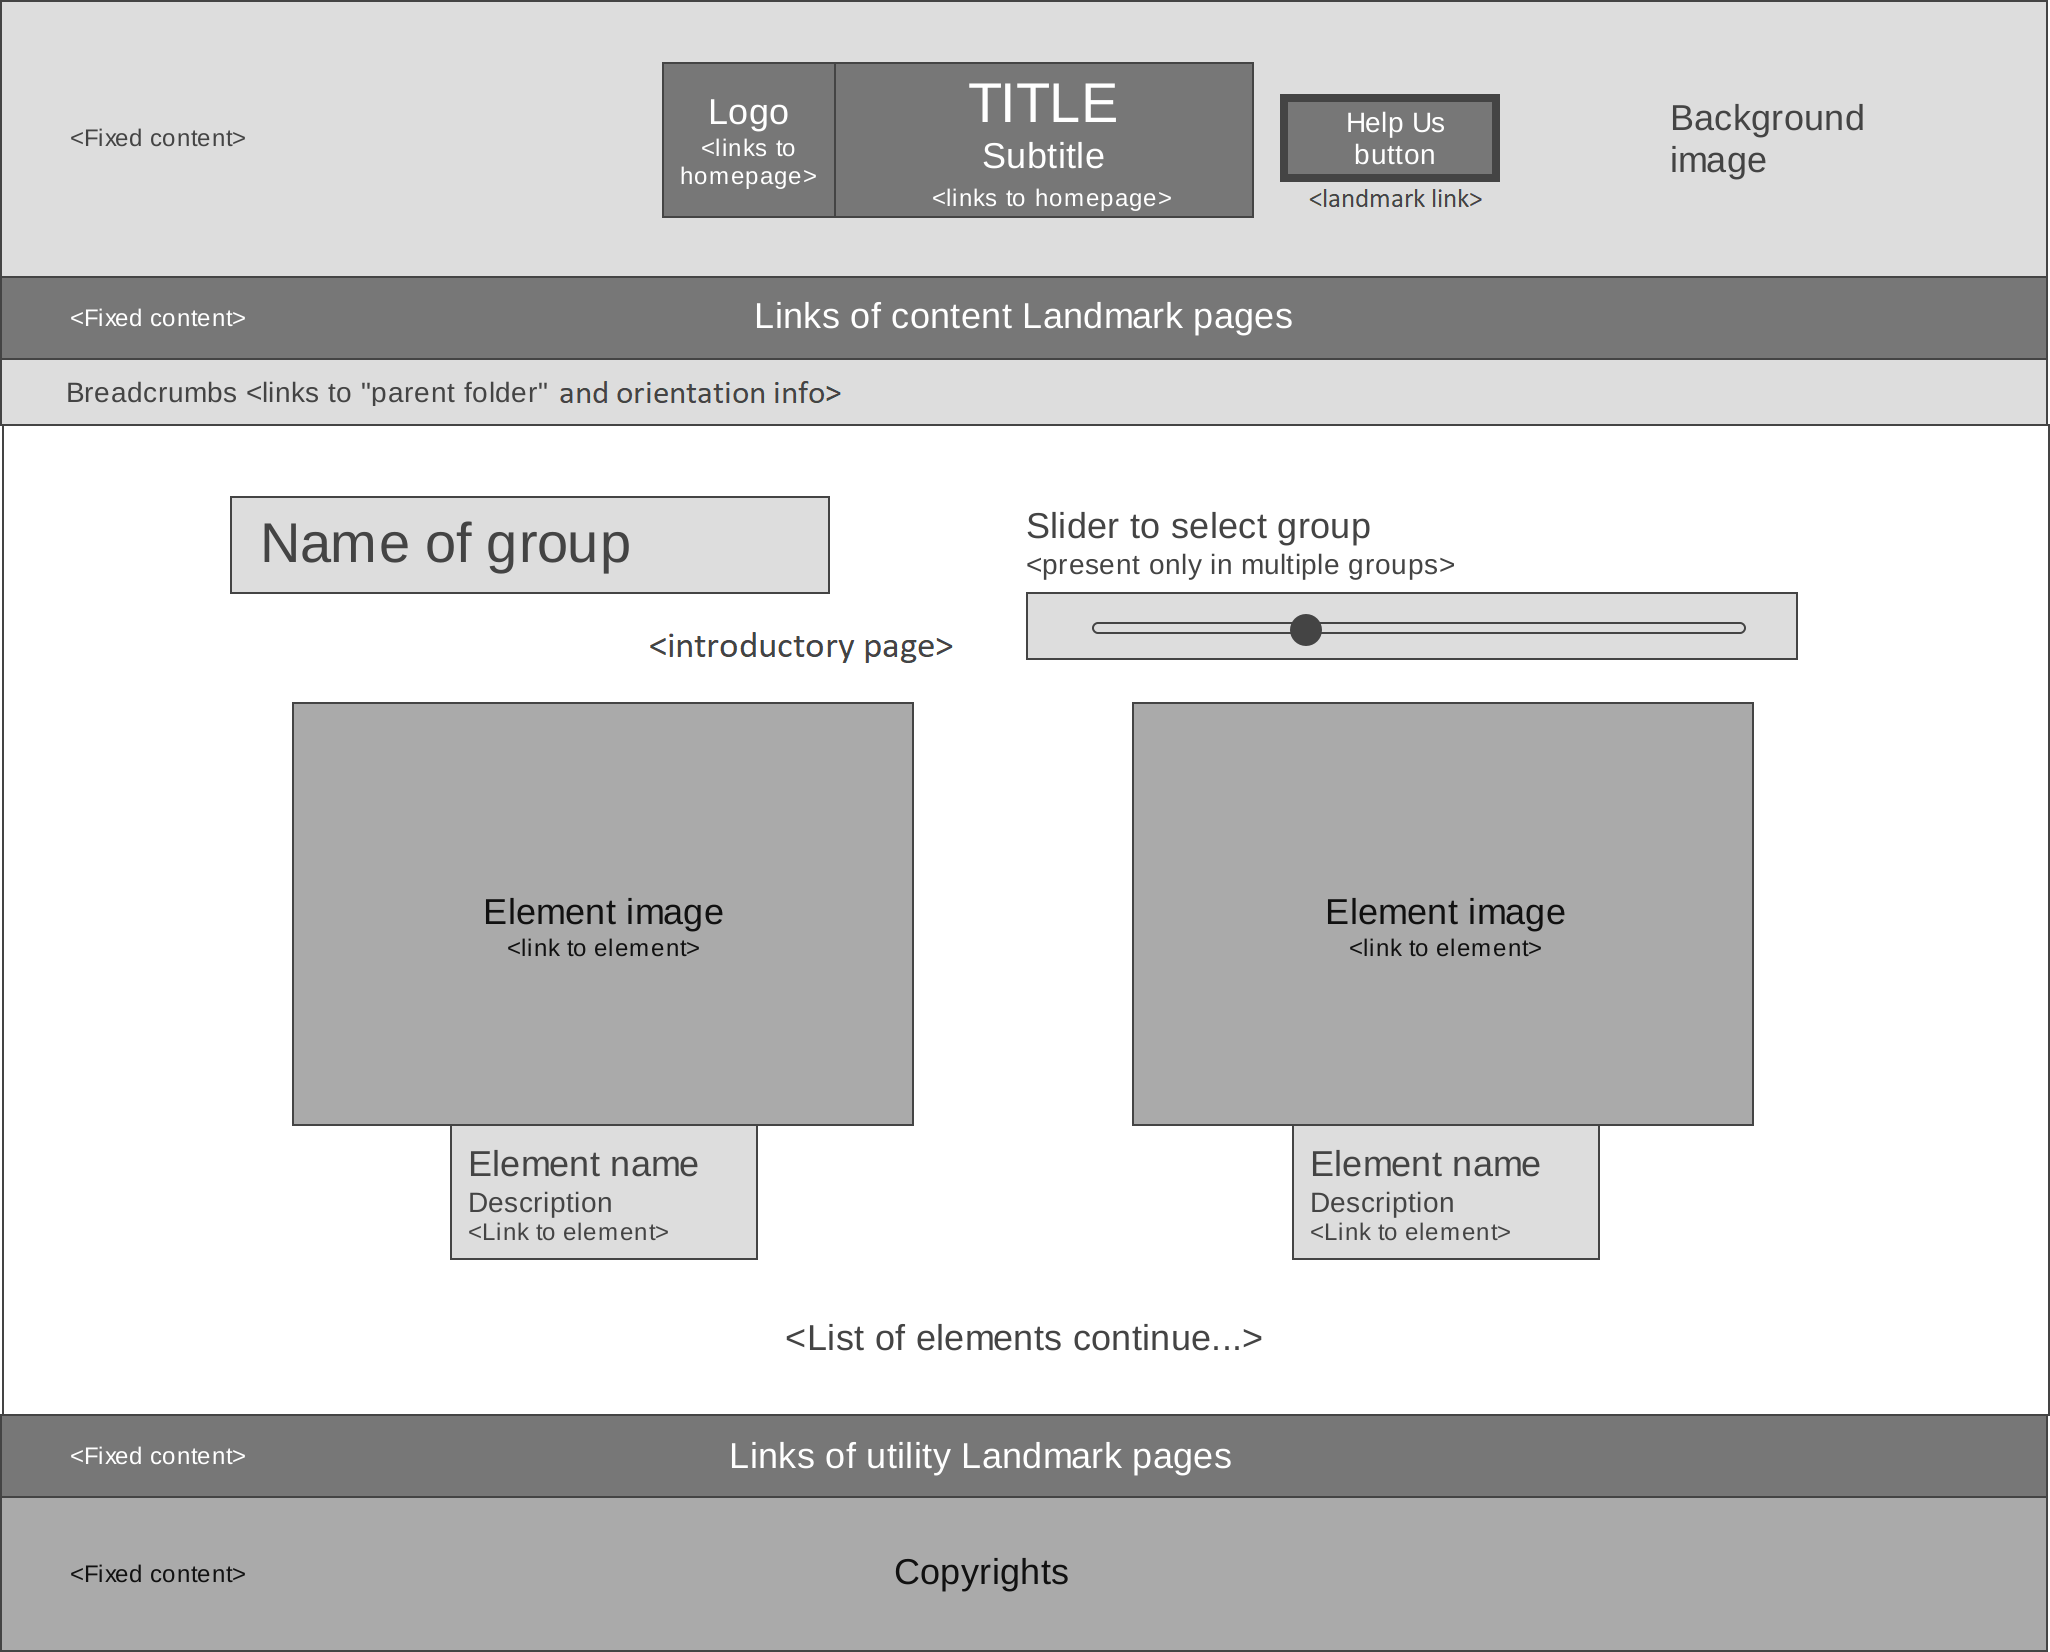 <Fixed content>
Logo
<links to
homepage>
TITLE
Subtitle
<links to homepage>
Help Us
button
<landmark link>
Background
image
<Fixed content>
Links of content Landmark pages
Breadcrumbs <links to "parent folder" and orientation info>
Name of group
Slider to select group
<present only in multiple groups>
<introductory page>
Element image
<link to element>
Element image
<link to element>
Element name
Description
<Link to element>
Element name
Description
<Link to element>
<List of elements continue...>
<Fixed content>
Links of utility Landmark pages
<Fixed content>
Copyrights